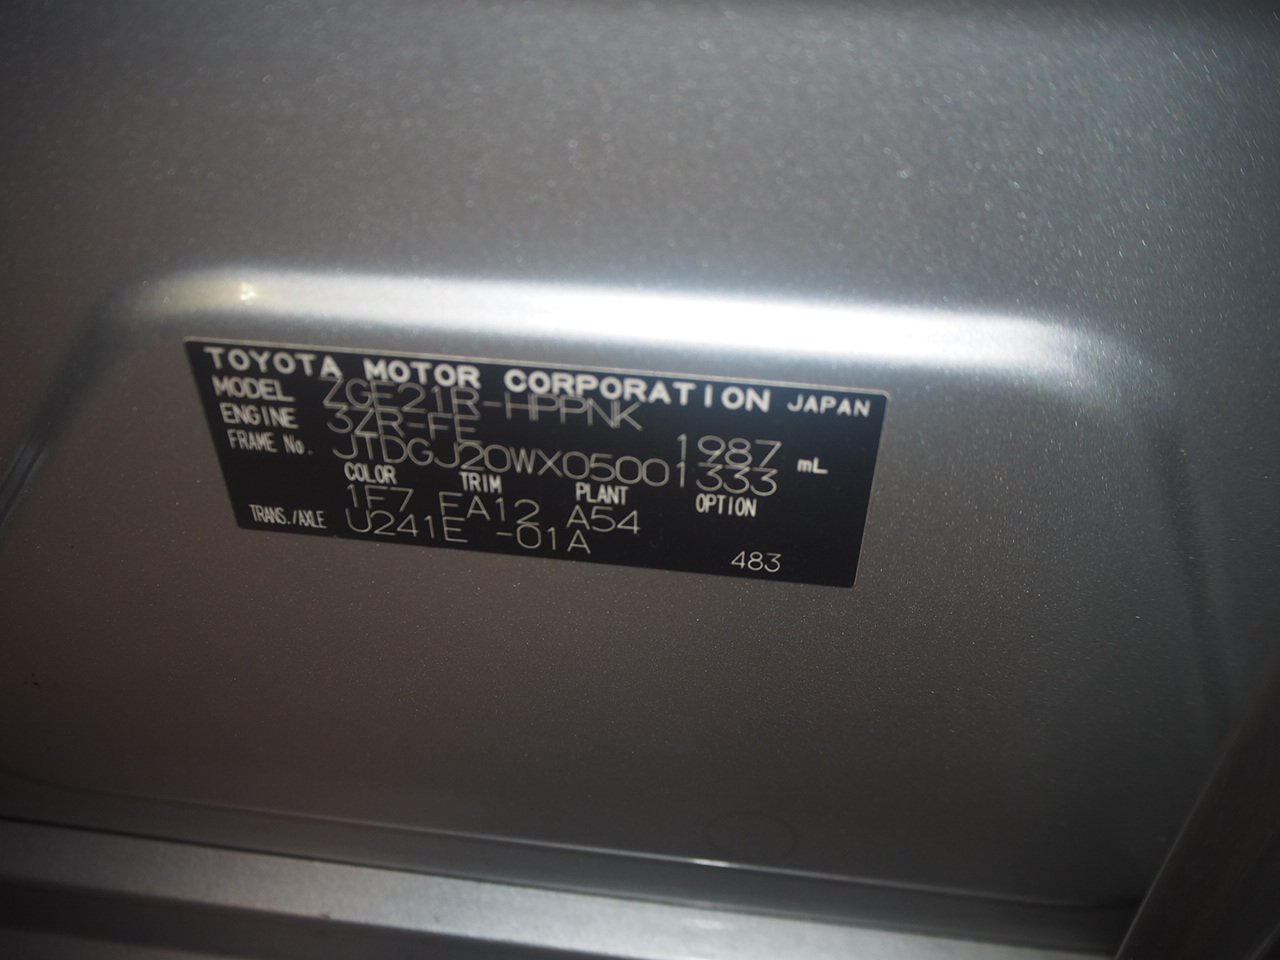 TOYOTA MOTOR CORPORATION JAPAN
MODEL ZGE21R-HPPNK
ENGINE 3ZR-FE 1987 mL
FRAME No. JTDGJ20WX05001333
COLOR TRIM PLANT OPTION
1F7 FA12 A54
TRANS./AXLE U241E -01A
483